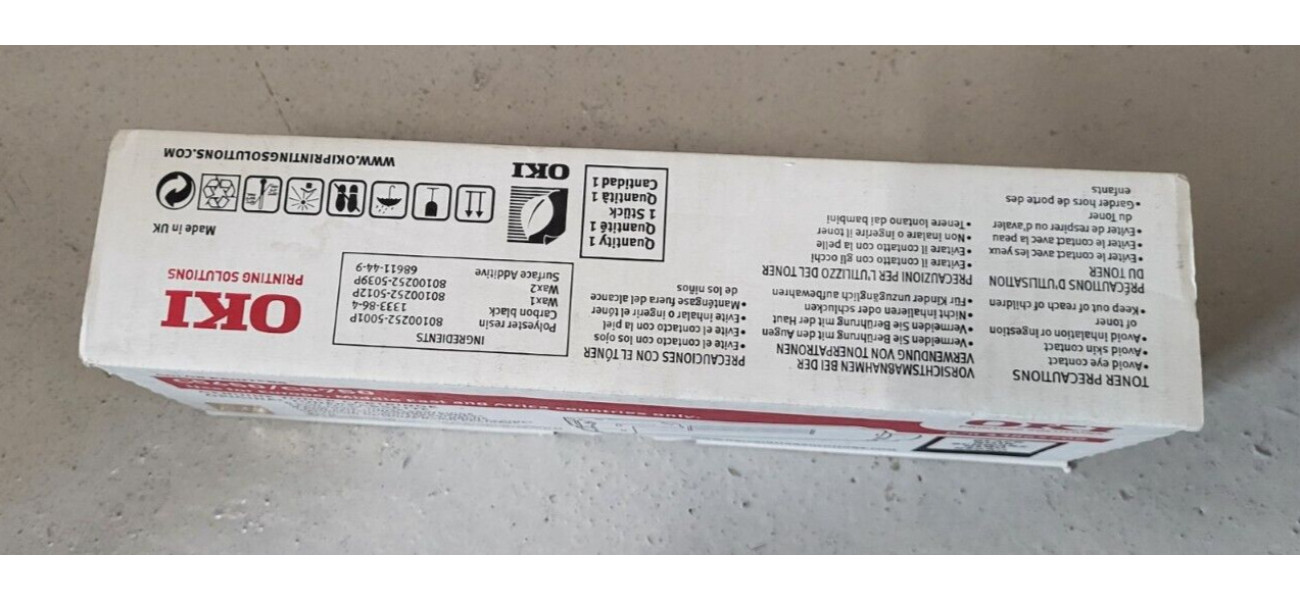 TONER PRECAUTIONS
•Avoid eye contact
•Avoid skin contact
•Avoid inhalation or ingestion
of toner
•Keep out of reach of children
PRÉCAUTIONS D'UTILISATION
DU TONER
•Eviter le contact avec les yeux
•Eviter le contact avec la peau
•Eviter de respirer ou d'avaler
du Toner
•Garder hors de porte des
enfants
VORSICHTSMAßNAHMEN BEI DER
VERWENDUNG VON TONERPATRONEN
•Vermeiden Sie Berührung mit den Augen
•Vermeiden Sie Berührung mit der Haut
•Nicht inhalieren oder schlucken
•Für Kinder unzugänglich aufbewahren
PRECAUZIONI PER L'UTILIZZO DEL TONER
•Evitare il contatto con gli occhi
•Evitare il contatto con la pelle
•Non inalare o ingerire il toner
•Tenere lontano dai bambini
PRECAUCIONES CON EL TÓNER
•Evite el contacto con los ojos
•Evite el contacto con la piel
•Evite inhalar o ingerir el tóner
•Manténgase fuera del alcance
de los niños
Quantity 1
Quantité 1
1 Stück
Quantità 1
Cantidad 1
INGREDIENTS
Polyester resin 80100252-5001P
Carbon black 1333-86-4
Wax1 80100252-5012P
Wax2 80100252-5039P
Surface Additive 68611-44-9
OKI
OKI
PRINTING SOLUTIONS
Made in UK
WWW.OKIPRINTINGSOLUTIONS.COM
OKI
Middle East and Africa countries only.